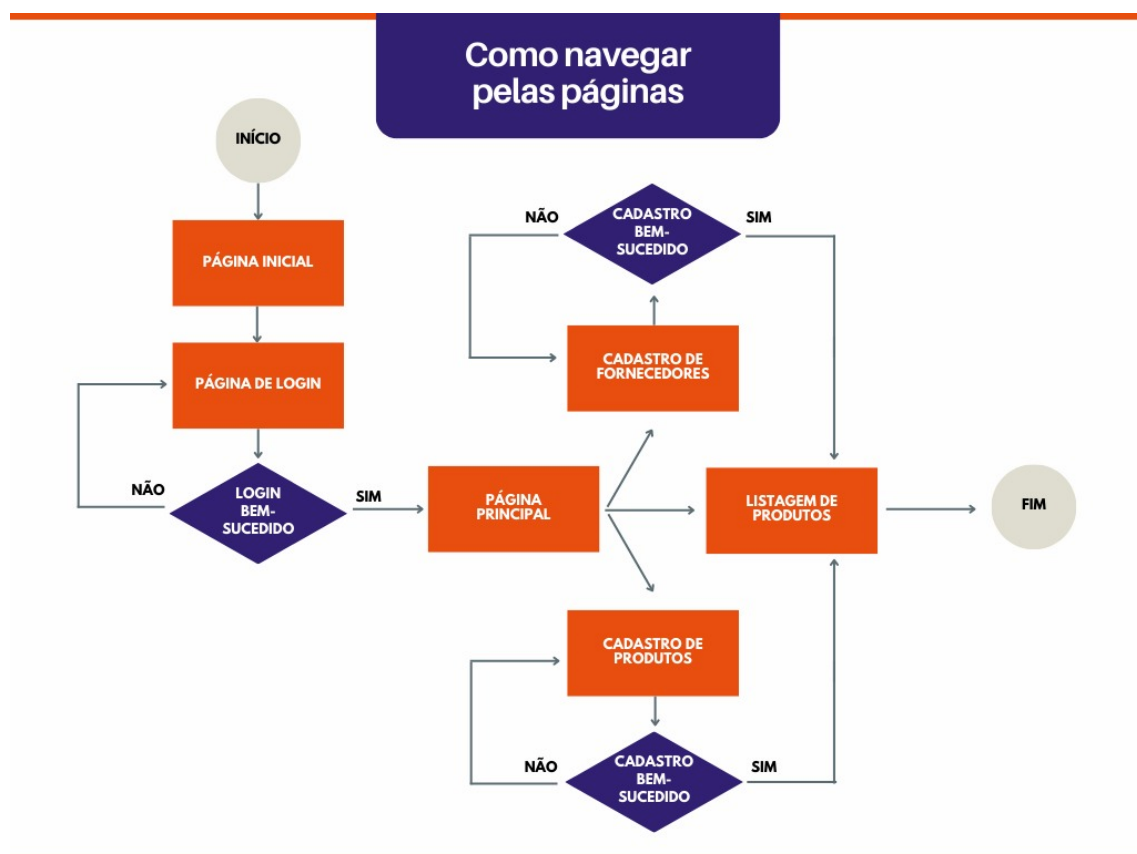 Como navegar
pelas páginas
INÍCIO
PÁGINA INICIAL
PÁGINA DE LOGIN
NÃO
LOGIN
BEM-
SUCEDIDO
SIM
PÁGINA
PRINCIPAL
NÃO
CADASTRO
BEM-
SUCEDIDO
SIM
CADASTRO DE
FORNECEDORES
LISTAGEM DE
PRODUTOS
FIM
CADASTRO DE
PRODUTOS
NÃO
CADASTRO
BEM-
SUCEDIDO
SIM